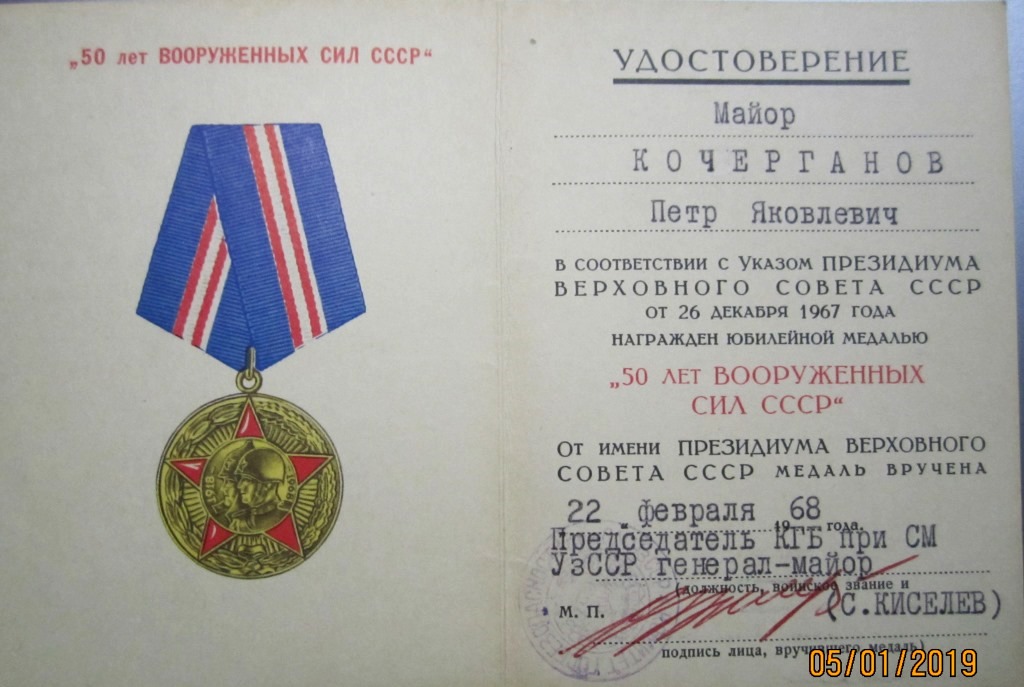 „50 лет ВООРУЖЕННЫХ СИЛ СССР“
1918
1968
УДОСТОВЕРЕНИЕ
Майор
КОЧЕРГАНОВ
Петр Яковлевич
В СООТВЕТСТВИИ С УКАЗОМ ПРЕЗИДИУМА
ВЕРХОВНОГО СОВЕТА СССР
ОТ 26 ДЕКАБРЯ 1967 ГОДА
НАГРАЖДЕН ЮБИЛЕЙНОЙ МЕДАЛЬЮ
„50 ЛЕТ ВООРУЖЕННЫХ
СИЛ СССР“
ОТ ИМЕНИ ПРЕЗИДИУМА ВЕРХОВНОГО
СОВЕТА СССР МЕДАЛЬ ВРУЧЕНА
22 февраля 1968 года.
Председатель КГБ при СМ
УзССР генерал-майор
(должность, воинское звание и
М. П.
(С.КИСЕЛЕВ)
подпись лица, вручившего медаль)
05/01/2019